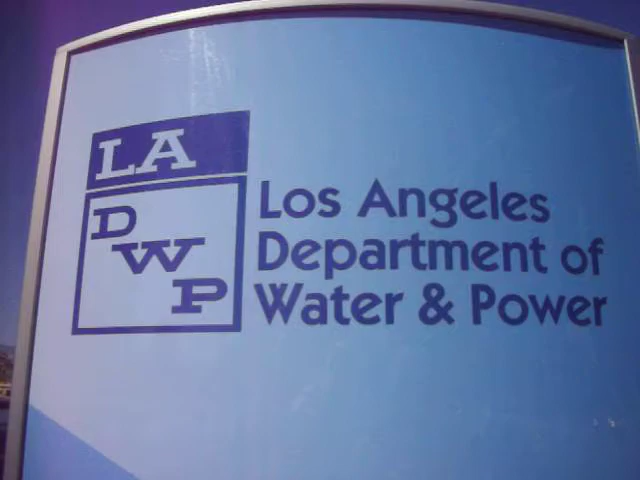 LA
D
W
P
Los Angeles
Department of
Water & Power